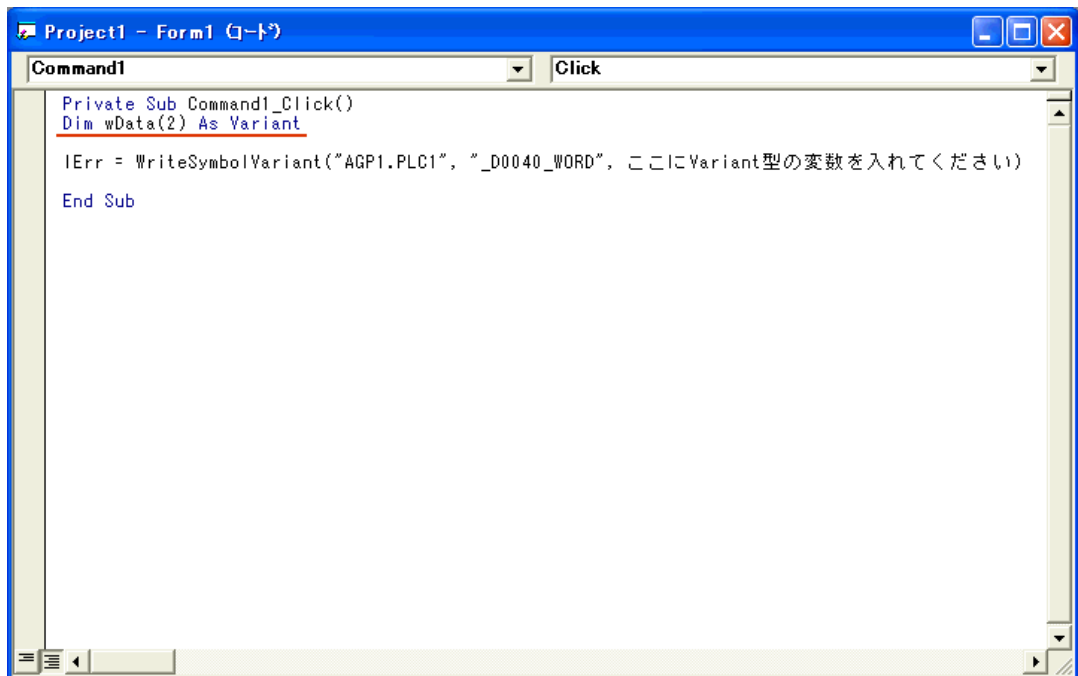 Project1 - Form1 (コード)
Command1
Click
Private Sub Command1_Click()
Dim wData(2) As Variant
lErr = WriteSymbolVariant("AGP1.PLC1", "_D0040_WORD", ここにVariant型の変数を入れてください)
End Sub